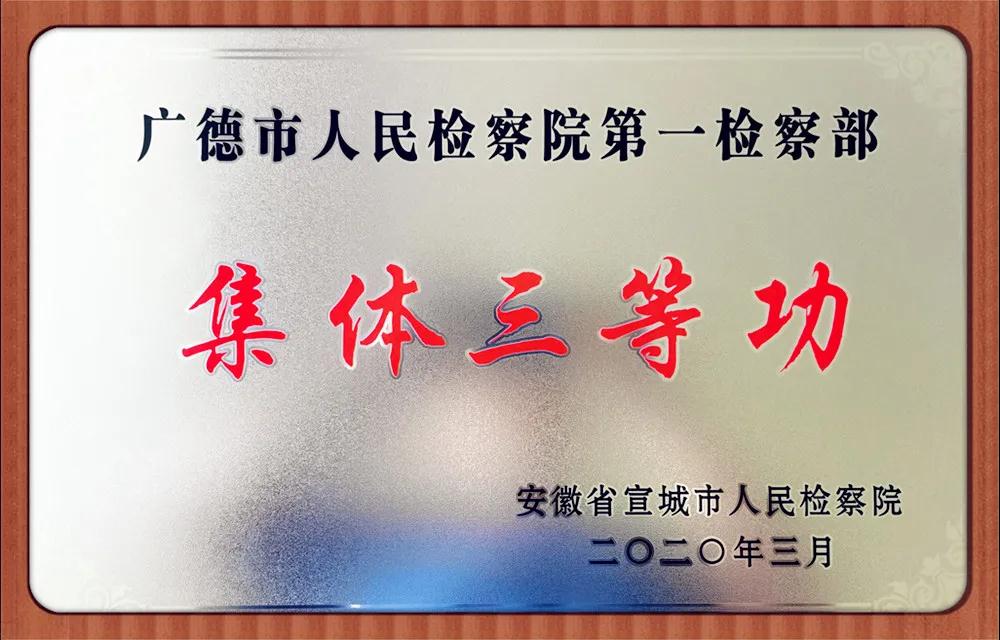 广德市人民检察院第一检察部
集体三等功
安徽省宣城市人民检察院
二〇二〇年三月